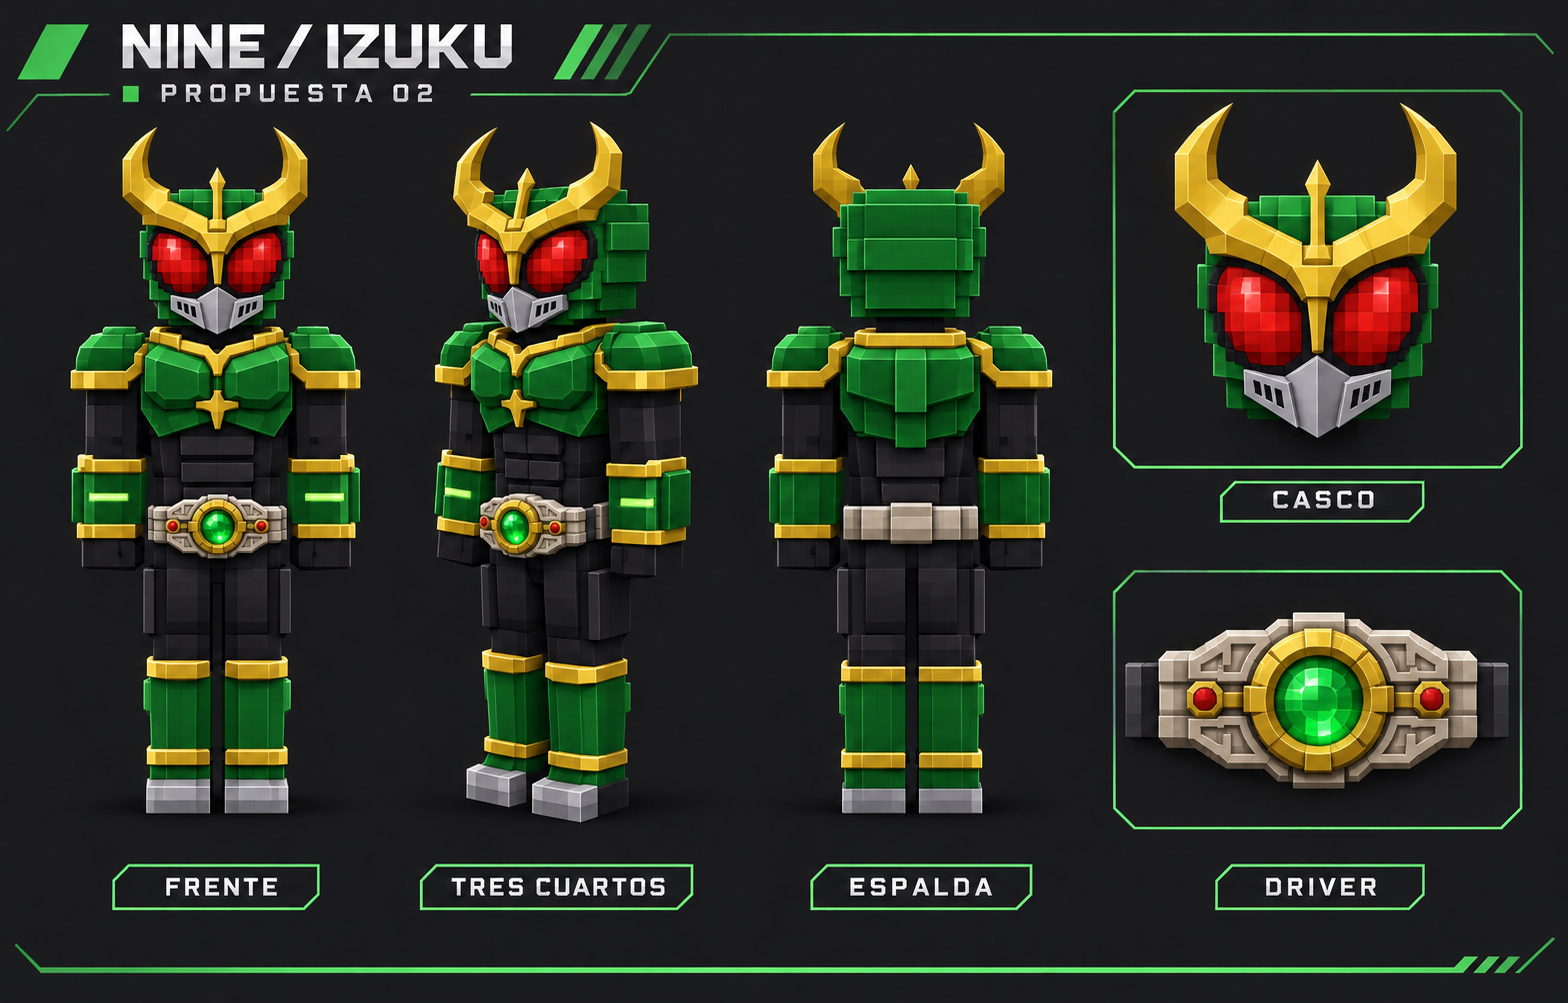 NINE / IZUKU
PROPUESTA 02
CASCO
FRENTE
TRES CUARTOS
ESPALDA
DRIVER